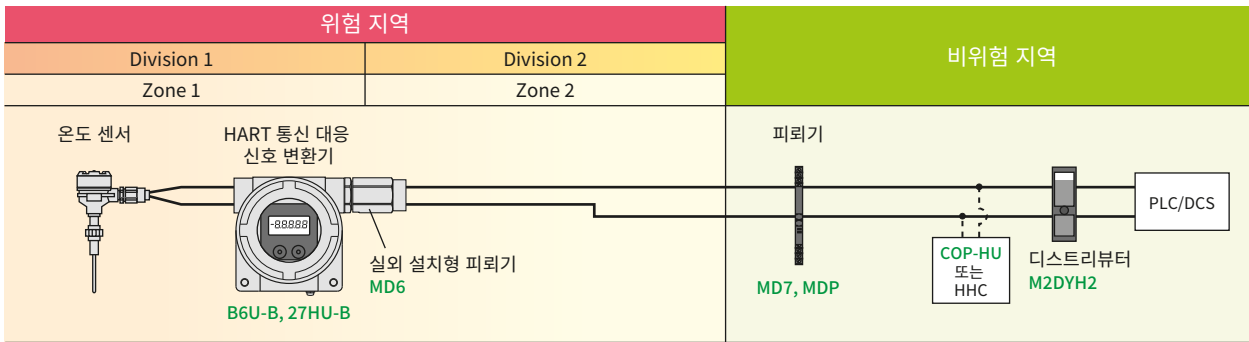 위험 지역
비위험 지역
Division 1
Division 2
Zone 1
Zone 2
온도 센서
HART 통신 대응
신호 변환기
피뢰기
-88888
PLC/DCS
실외 설치형 피뢰기
MD6
B6U-B, 27HU-B
MD7, MDP
COP-HU
또는
HHC
디스트리뷰터
M2DYH2